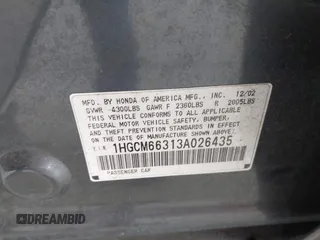 MFD. BY HONDA OF AMERICA MFG., INC. 12/02
GVWR 4300LBS GAWR F 2360LBS R 2005LBS
THIS VEHICLE CONFORMS TO ALL APPLICABLE
FEDERAL MOTOR VEHICLE SAFETY, BUMPER,
AND THEFT PREVENTION STANDARDS IN EFFECT
ON THE DATE OF MANUFACTURE SHOWN ABOVE.
1HGCM66313A026435
PASSENGER CAR
DREAMBID